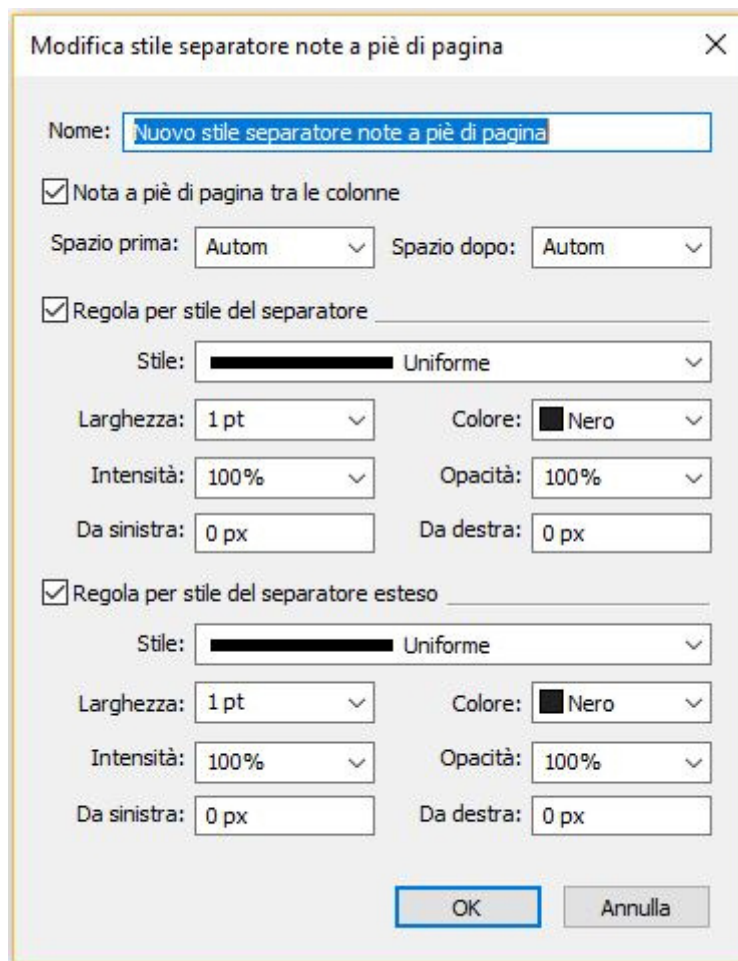 Modifica stile separatore note a piè di pagina
Nome: Nuovo stile separatore note a piè di pagina
Nota a piè di pagina tra le colonne
Spazio prima: Autom Spazio dopo: Autom
Regola per stile del separatore
Stile: Uniforme
Larghezza: 1 pt Colore: Nero
Intensità: 100% Opacità: 100%
Da sinistra: 0 px Da destra: 0 px
Regola per stile del separatore esteso
Stile: Uniforme
Larghezza: 1 pt Colore: Nero
Intensità: 100% Opacità: 100%
Da sinistra: 0 px Da destra: 0 px
OK Annulla